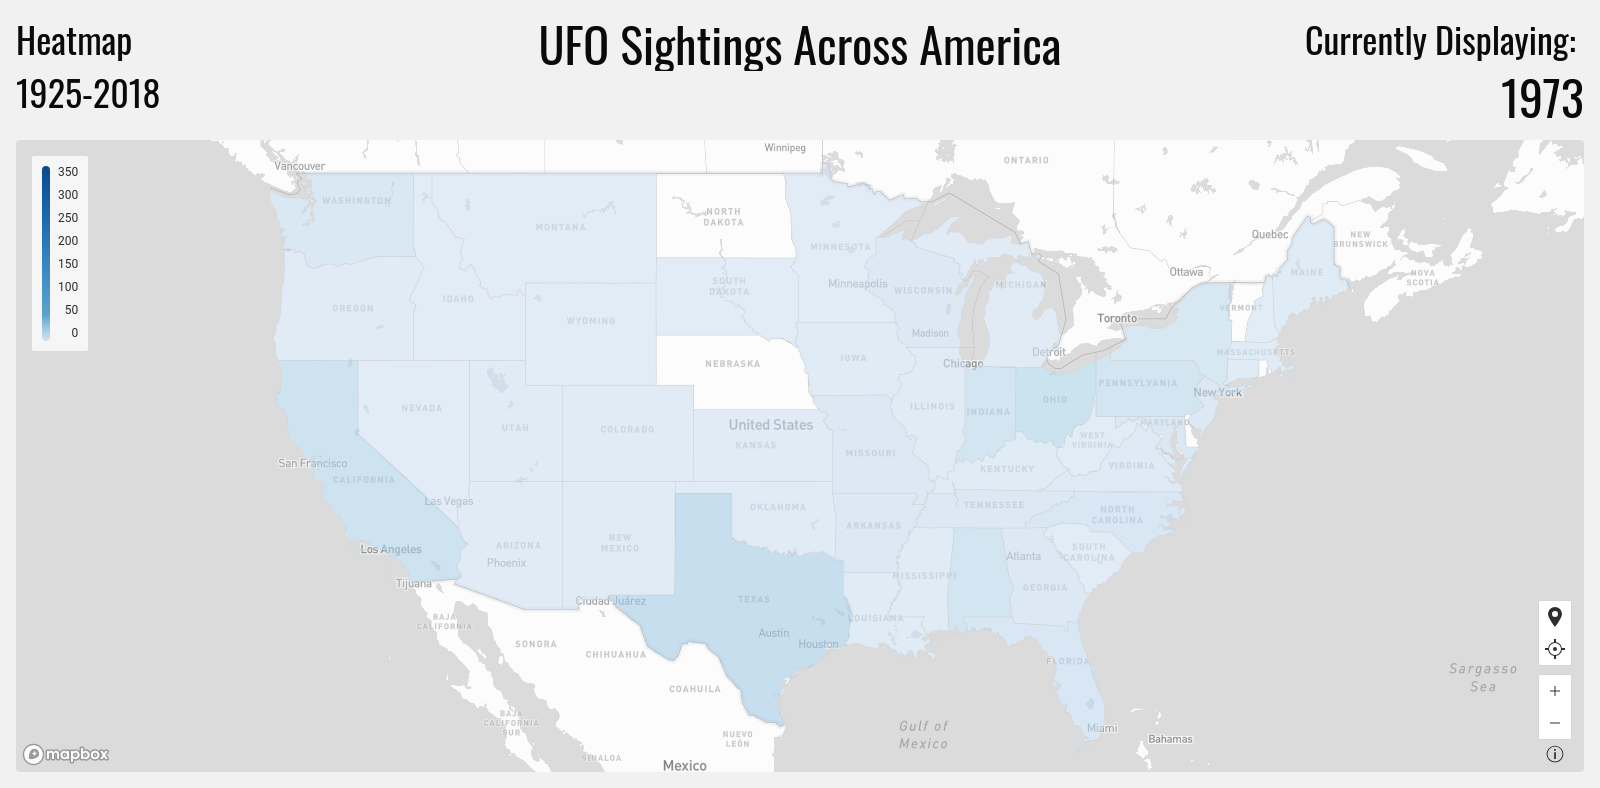 Heatmap
1925-2018
UFO Sightings Across America
Currently Displaying:
1973
350
300
250
200
150
100
50
0
Vancouver
Winnipeg
ONTARIO
WASHINGTON
MONTANA
NORTH
DAKOTA
MINNESOTA
Quebec
NEW
BRUNSWICK
MAINE
NOVA
SCOTIA
Ottawa
OREGON
IDAHO
SOUTH
DAKOTA
Minneapolis
WISCONSIN
MICHIGAN
VERMONT
Toronto
WYOMING
Madison
MASSACHUSETTS
Detroit
Chicago
NEBRASKA
IOWA
PENNSYLVANIA
New York
NEVADA
UTAH
COLORADO
United States
KANSAS
ILLINOIS
INDIANA
OHIO
MARYLAND
WEST
VIRGINIA
MISSOURI
KENTUCKY
VIRGINIA
San Francisco
CALIFORNIA
Las Vegas
OKLAHOMA
TENNESSEE
NORTH
CAROLINA
ARKANSAS
Los Angeles
ARIZONA
Phoenix
NEW
MEXICO
Atlanta
SOUTH
CAROLINA
MISSISSIPPI
GEORGIA
Tijuana
Ciudad Juárez
TEXAS
LOUISIANA
BAJA
CALIFORNIA
Austin
Houston
SONORA
CHIHUAHUA
FLORIDA
Sargasso
Sea
COAHUILA
BAJA
CALIFORNIA
SUR
Gulf of
Mexico
Miami
Bahamas
NUEVO
LEÓN
SINALOA
Mexico
mapbox